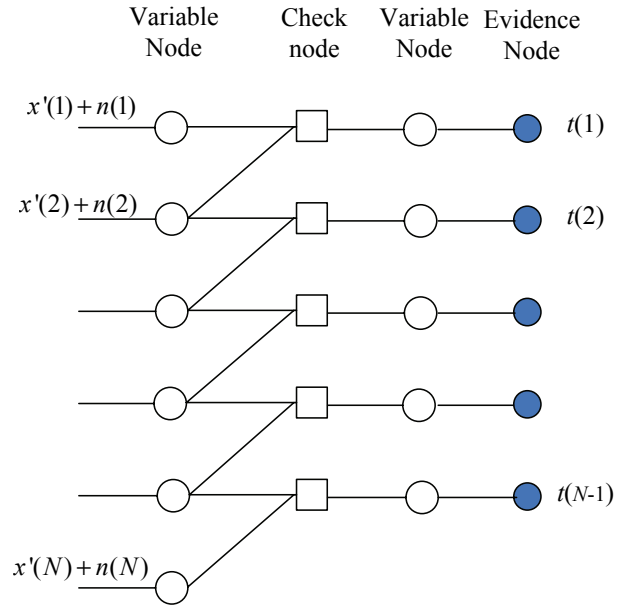 Variable Check Variable Evidence
Node node Node Node
x'(1)+n(1)
t(1)
x'(2)+n(2)
t(2)
t(N-1)
x'(N)+n(N)